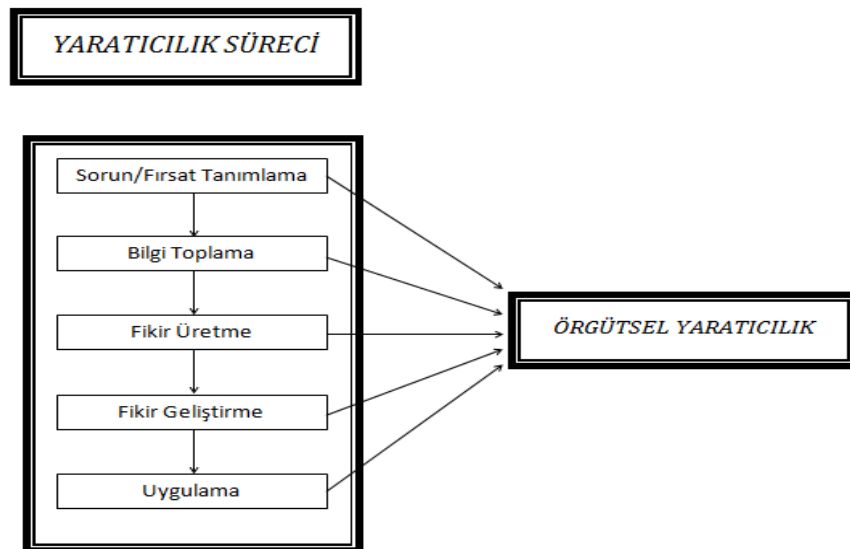 YARATICILIK SÜRECİ
Sorun/Fırsat Tanımlama
Bilgi Toplama
Fikir Üretme
Fikir Geliştirme
Uygulama
ÖRGÜTSEL YARATICILIK